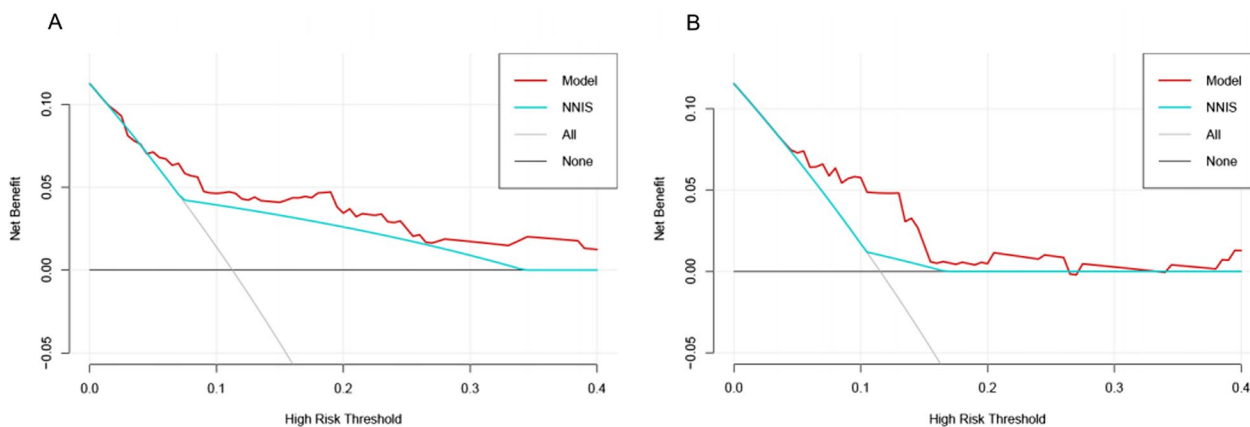 A
Model
NNIS
All
None
Net Benefit
0.10
0.05
0.00
−0.05
0.0 0.1 0.2 0.3 0.4
High Risk Threshold
B
Model
NNIS
All
None
Net Benefit
0.10
0.05
0.00
−0.05
0.0 0.1 0.2 0.3 0.4
High Risk Threshold